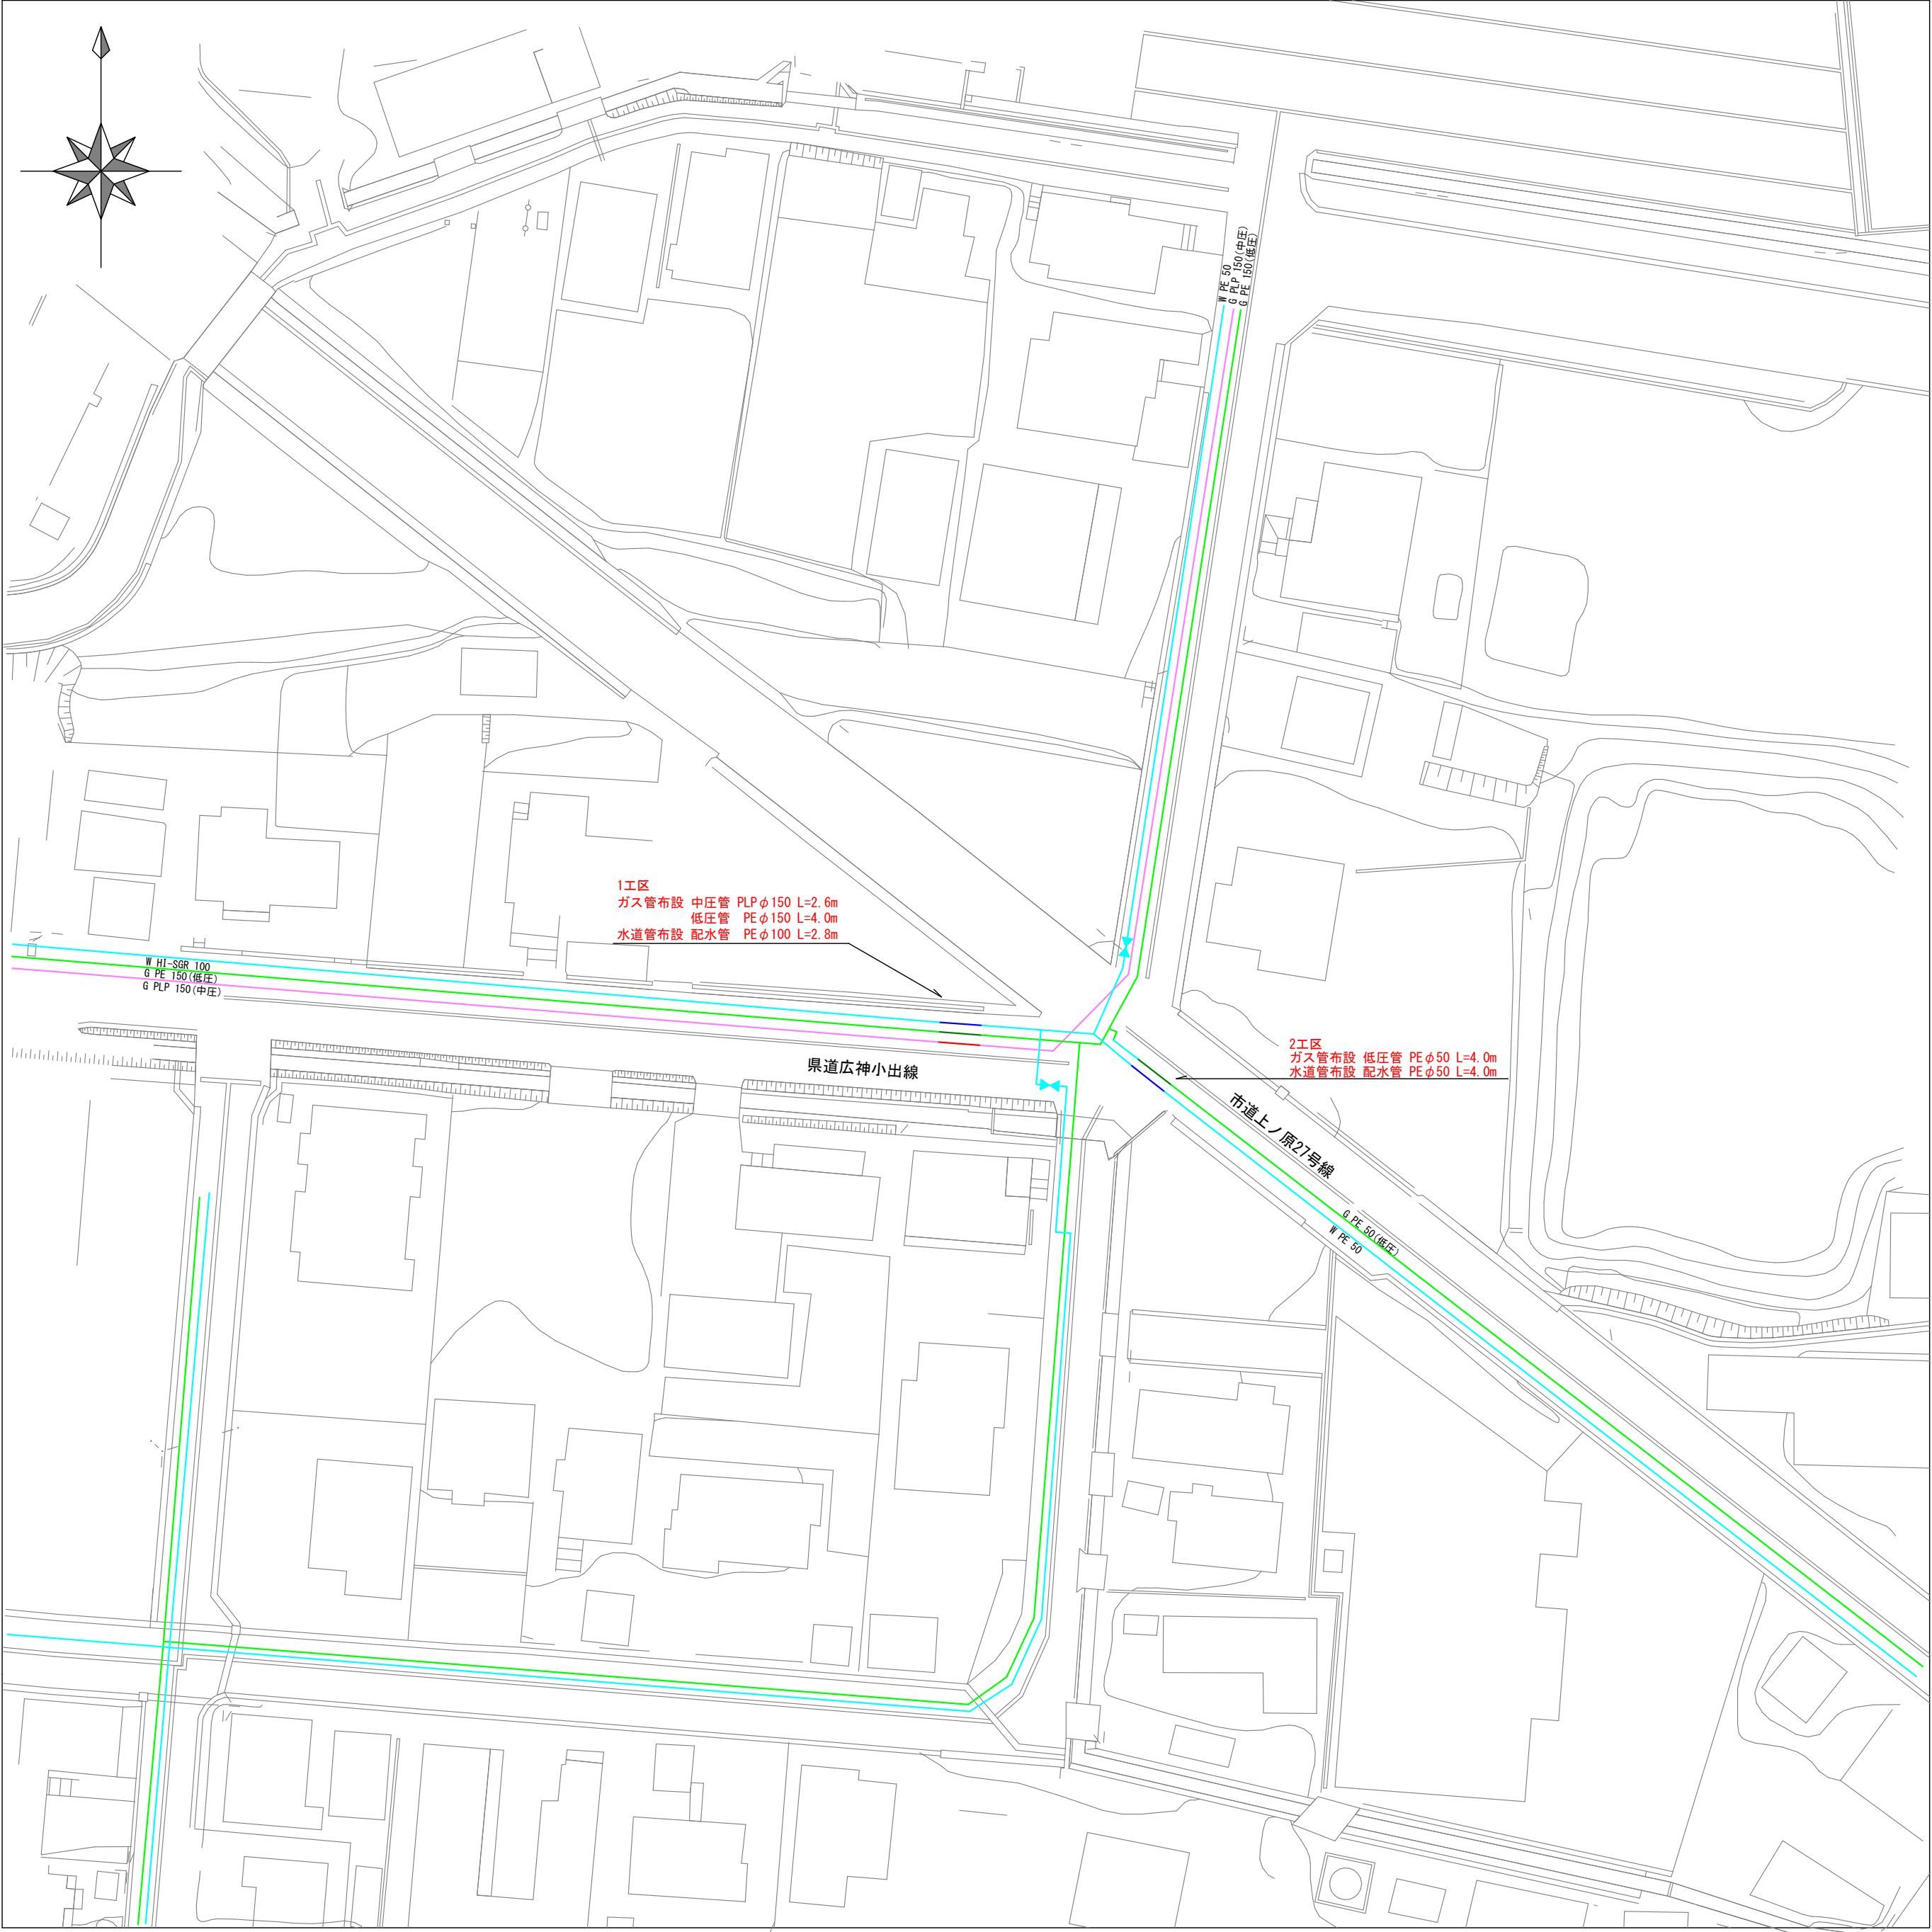 W PE 50
G PLP 150(中圧)
G PE 150(低圧)
1工区
ガス管布設 中圧管 PLPφ150 L=2.6m
低圧管 PEφ150 L=4.0m
水道管布設 配水管 PEφ100 L=2.8m
W HI-SGR 100
G PE 150(低圧)
G PLP 150(中圧)
県道広神小出線
2工区
ガス管布設 低圧管 PEφ50 L=4.0m
水道管布設 配水管 PEφ50 L=4.0m
市道上ノ原27号線
G PE 50(低圧)
W PE 50